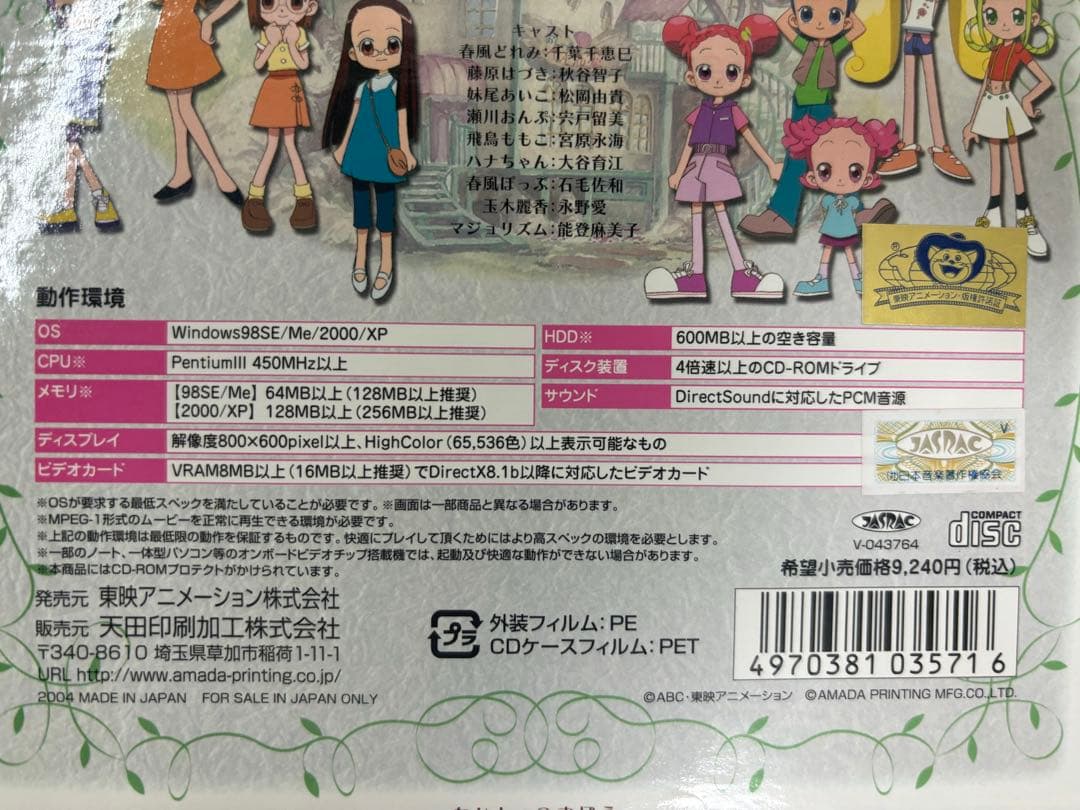 キャスト
春風どれみ:千葉千恵巳
藤原はづき:秋谷智子
妹尾あいこ:松岡由貴
瀬川おんぷ:宍戸留美
飛鳥ももこ:宮原永海
ハナちゃん:大谷育江
春風ぽっぷ:石毛佐和
玉木麗香:永野愛
マジョリズム:能登麻美子
東映アニメーション・版権許諾証
動作環境
OS Windows98SE/Me/2000/XP
CPU※ PentiumIII 450MHz以上
メモリ※ 【98SE/Me】64MB以上(128MB以上推奨)
【2000/XP】128MB以上(256MB以上推奨)
HDD※ 600MB以上の空き容量
ディスク装置 4倍速以上のCD-ROMドライブ
サウンド DirectSoundに対応したPCM音源
ディスプレイ 解像度800×600pixel以上、HighColor(65,536色)以上表示可能なもの
ビデオカード VRAM8MB以上(16MB以上推奨)でDirectX8.1b以降に対応したビデオカード
V
JASRAC
(社)日本音楽著作権協会
※OSが要求する最低スペックを満たしていることが必要です。※画面は一部商品と異なる場合があります。
※MPEG-1形式のムービーを正常に再生できる環境が必要です。
※上記の動作環境は最低限の動作を保証するものです。快適にプレイして頂くためにはより高スペックの環境を必要とします。
※一部のノート、一体型パソコン等のオンボードビデオチップ搭載機では、起動及び快適な動作ができない場合があります。
※本商品にはCD-ROMプロテクトがかけられています。
JASRAC
V-043764
COMPACT
disc
希望小売価格9,240円(税込)
発売元 東映アニメーション株式会社
販売元 天田印刷加工株式会社
〒340-8610 埼玉県草加市稲荷1-11-1
URL http://www.amada-printing.co.jp/
2004 MADE IN JAPAN FOR SALE IN JAPAN ONLY
プラ
外装フィルム:PE
CDケースフィルム:PET
4970381035716
©ABC・東映アニメーション ©AMADA PRINTING MFG.CO.,LTD.